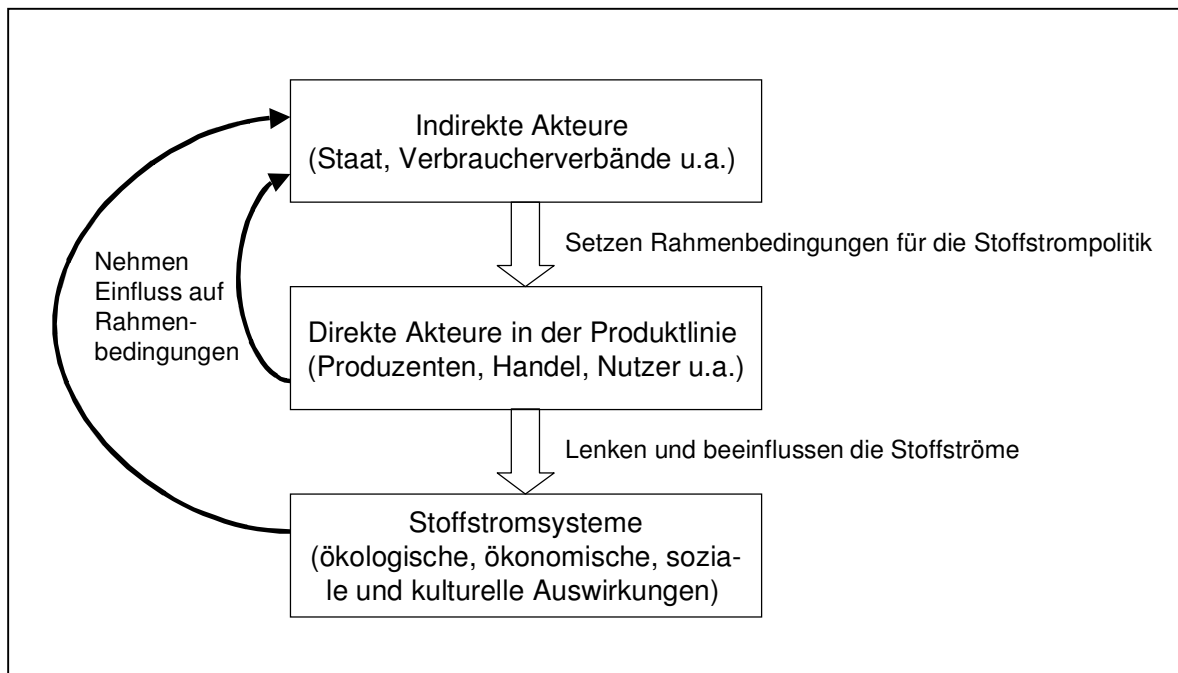 Indirekte Akteure
(Staat, Verbraucherverbände u.a.)
Setzen Rahmenbedingungen für die Stoffstrompolitik
Nehmen
Einfluss auf
Rahmen-
bedingungen
Direkte Akteure in der Produktlinie
(Produzenten, Handel, Nutzer u.a.)
Lenken und beeinflussen die Stoffströme
Stoffstromsysteme
(ökologische, ökonomische, sozia-
le und kulturelle Auswirkungen)